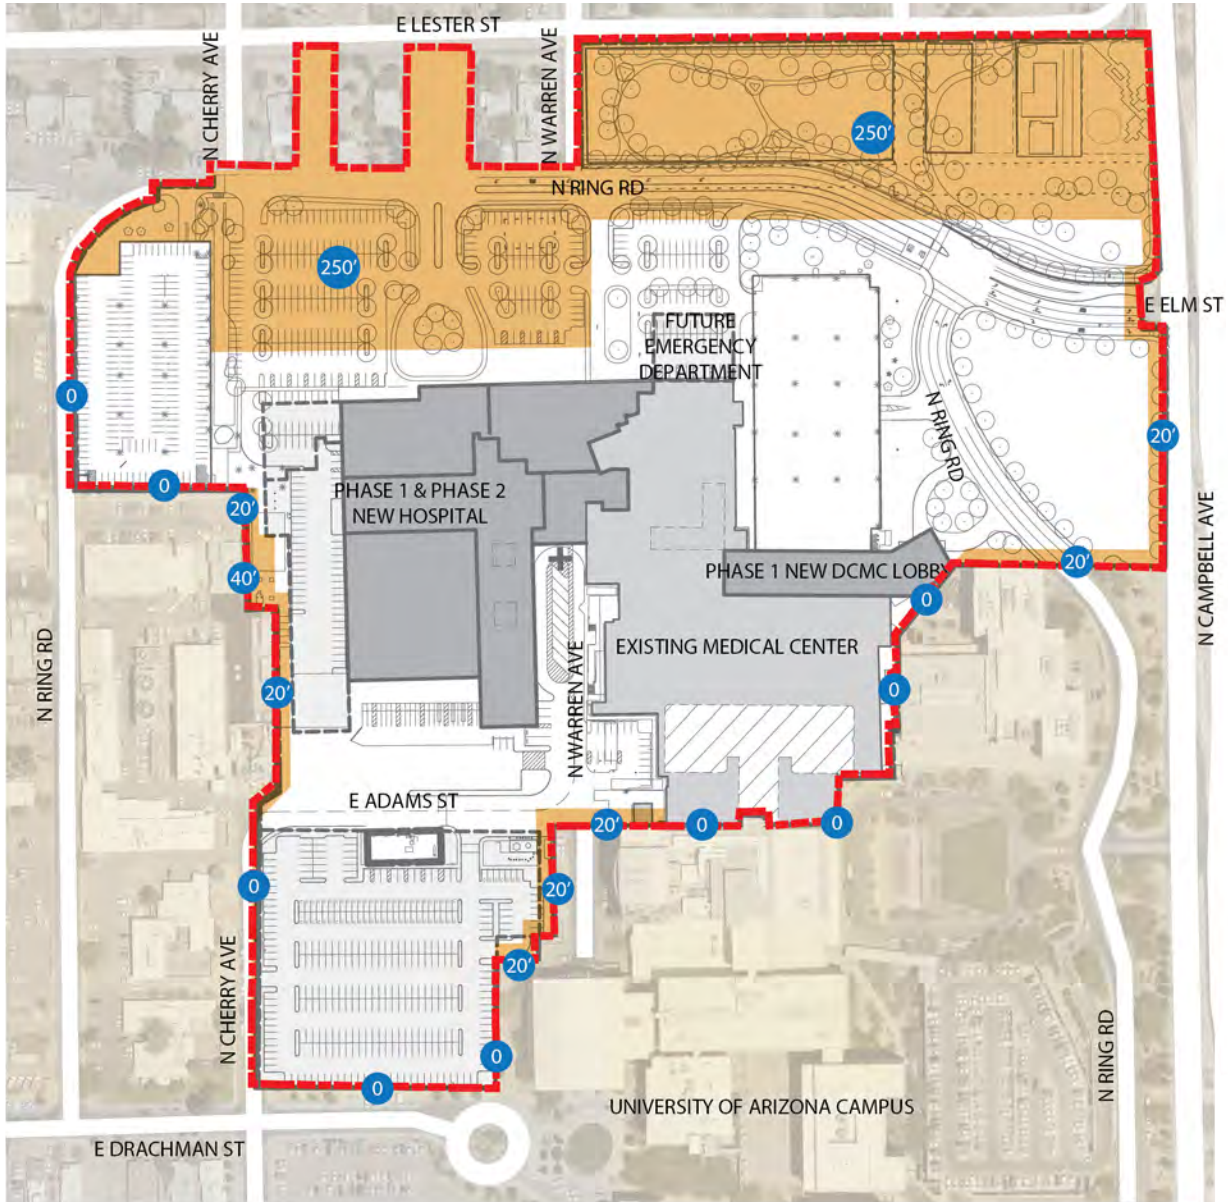 E LESTER ST
N CHERRY AVE
N WARREN AVE
250'
N RING RD
250'
E ELM ST
FUTURE
EMERGENCY
DEPARTMENT
0
N RING RD
20'
0
PHASE 1 & PHASE 2
NEW HOSPITAL
20'
N CAMPBELL AVE
40'
PHASE 1 NEW DCMC LOBBY
20'
0
N RING RD
EXISTING MEDICAL CENTER
20'
N WARREN AVE
0
E ADAMS ST
20'
0
0
0
20'
N CHERRY AVE
20'
0
0
N RING RD
UNIVERSITY OF ARIZONA CAMPUS
E DRACHMAN ST